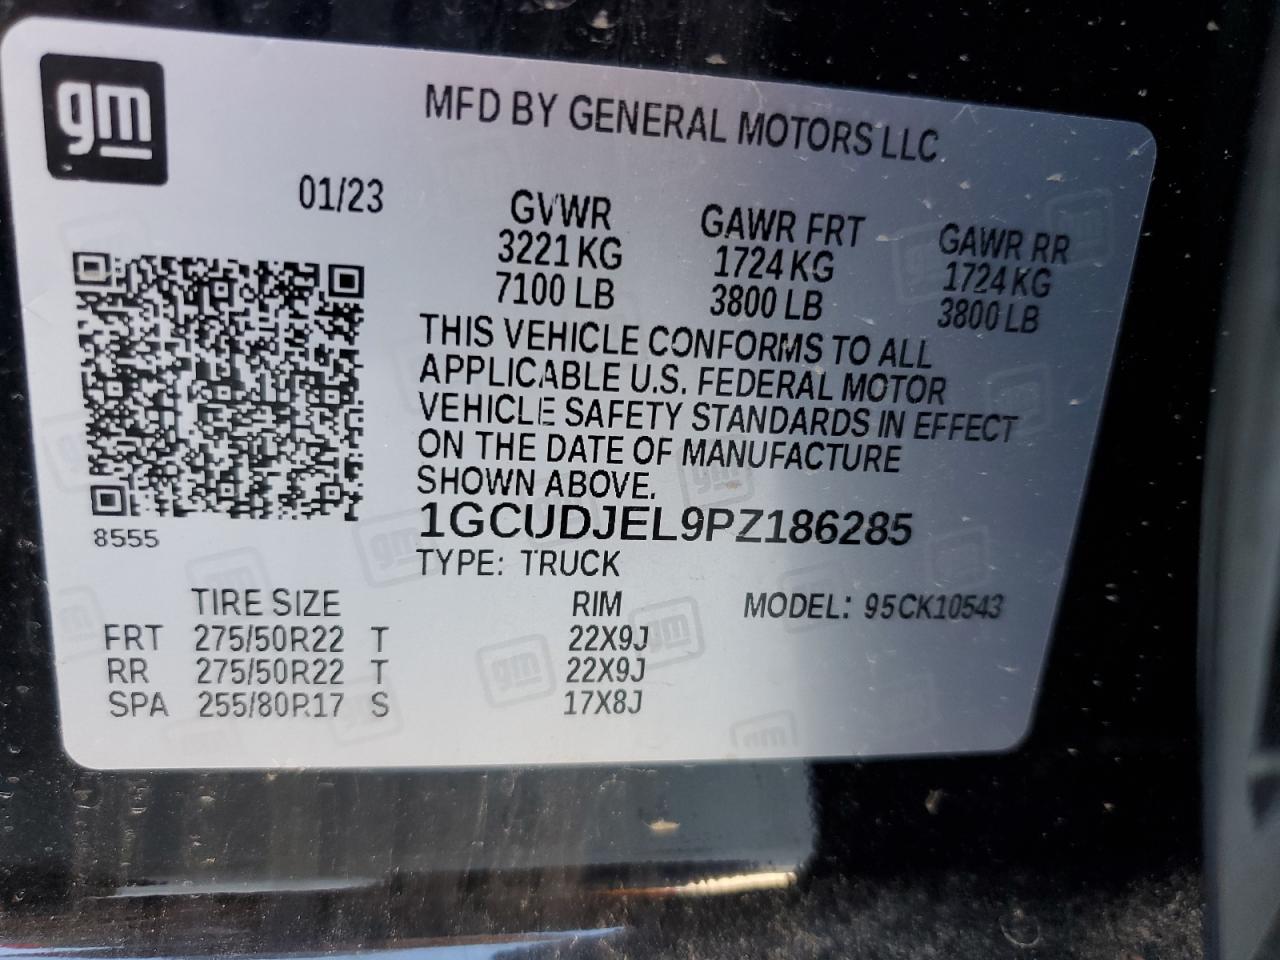 gm
MFD BY GENERAL MOTORS LLC
01/23
GVWR GAWR FRT GAWR RR
3221 KG 1724 KG 1724 KG
7100 LB 3800 LB 3800 LB
THIS VEHICLE CONFORMS TO ALL
APPLICABLE U.S. FEDERAL MOTOR
VEHICLE SAFETY STANDARDS IN EFFECT
ON THE DATE OF MANUFACTURE
SHOWN ABOVE.
8555
1GCUDJEL9PZ186285
TYPE: TRUCK
TIRE SIZE RIM MODEL: 95CK10543
FRT 275/50R22 T 22X9J
RR 275/50R22 T 22X9J
SPA 255/80R17 S 17X8J